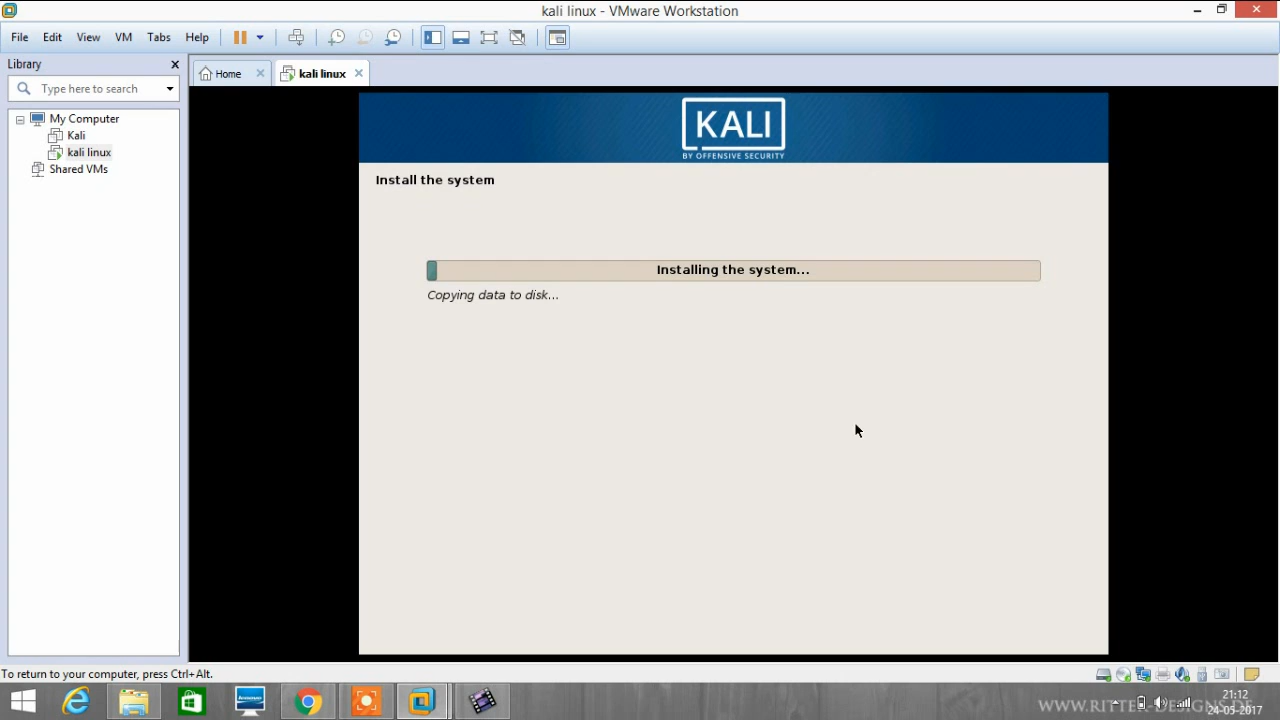 kali linux - VMware Workstation
File Edit View VM Tabs Help
Library
Type here to search
My Computer
Kali
kali linux
Shared VMs
Home
kali linux
KALI
BY OFFENSIVE SECURITY
Install the system
Installing the system...
Copying data to disk...
To return to your computer, press Ctrl+Alt.
lenovo
21:12
24-05-2017